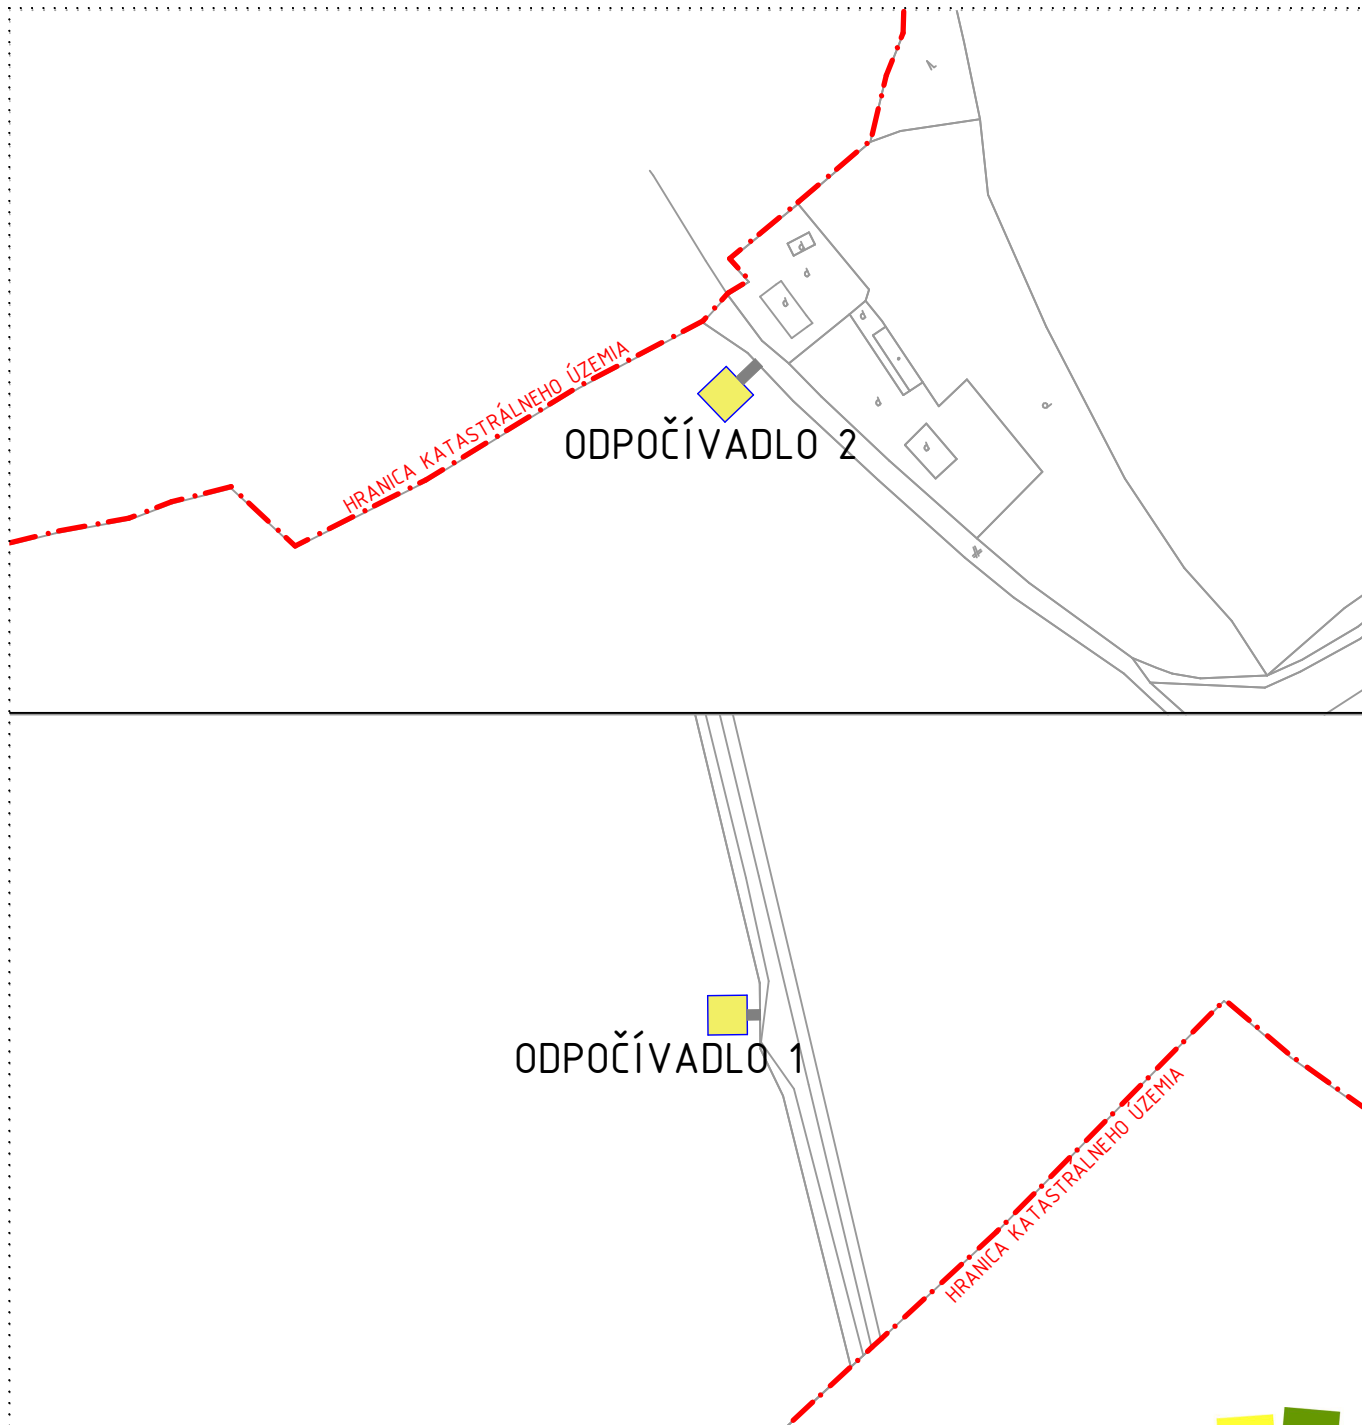 HRANICA KATASTRÁLNEHO ÚZEMIA
ODPOČÍVADLO 2
ODPOČÍVADLO 1
HRANICA KATASTRÁLNEHO ÚZEMIA